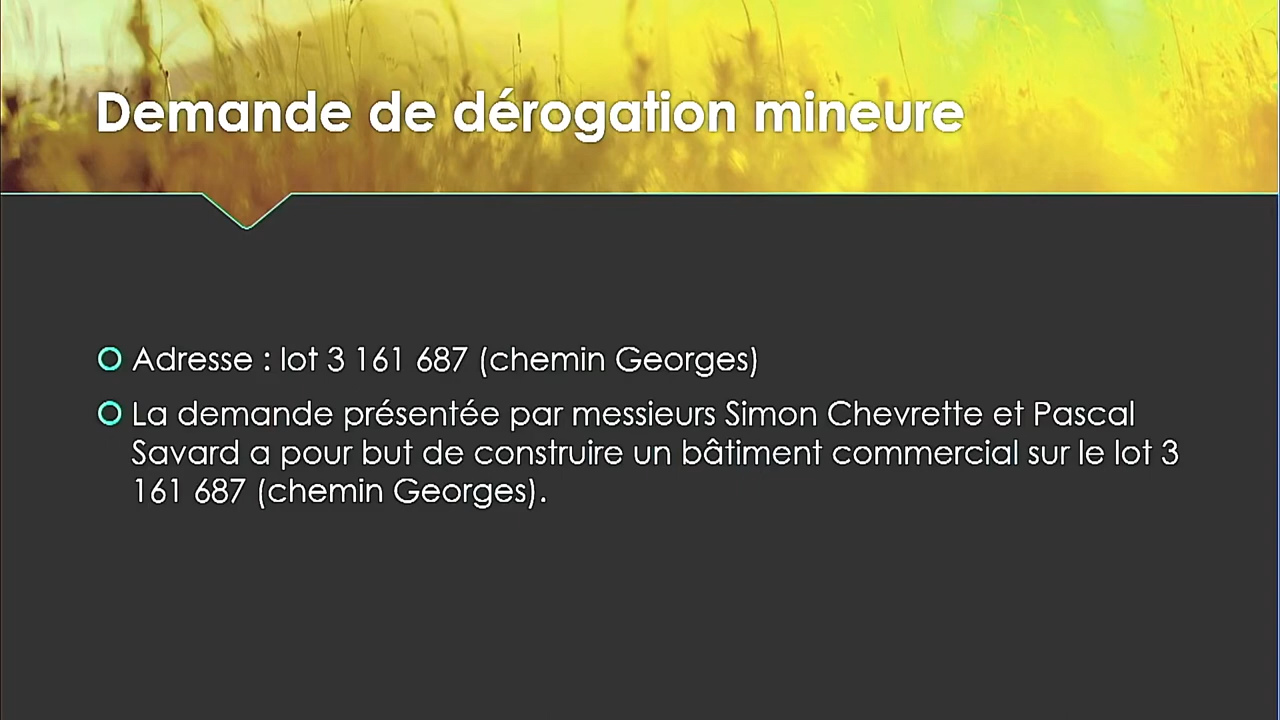 Demande de dérogation mineure
Adresse : lot 3 161 687 (chemin Georges)
La demande présentée par messieurs Simon Chevrette et Pascal
Savard a pour but de construire un bâtiment commercial sur le lot 3
161 687 (chemin Georges).